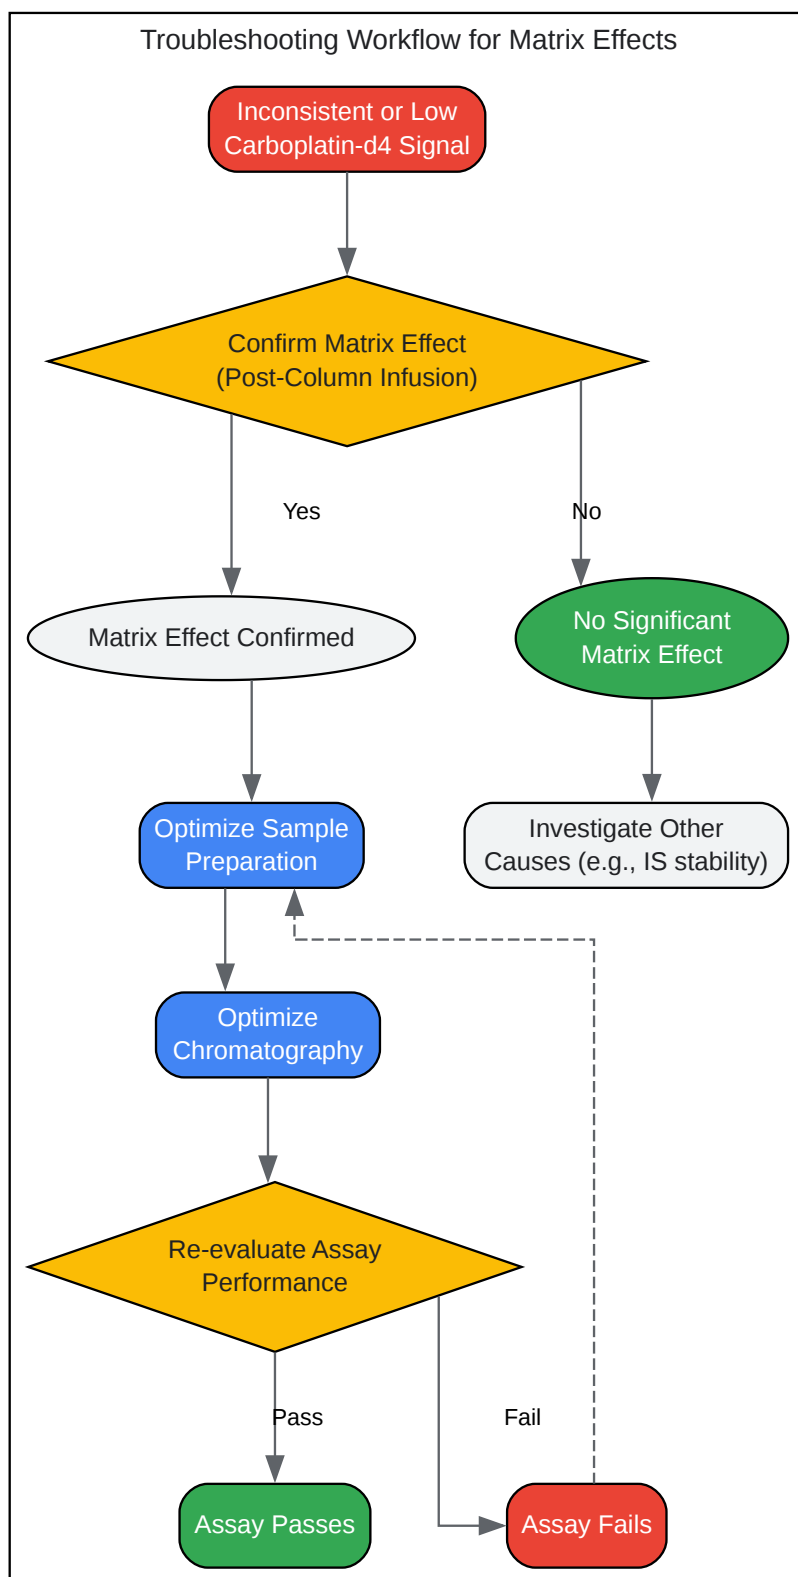 Troubleshooting Workflow for Matrix Effects
Inconsistent or Low
Carboplatin-d4 Signal
Confirm Matrix Effect
(Post-Column Infusion)
Yes
No
Matrix Effect Confirmed
No Significant
Matrix Effect
Optimize Sample
Preparation
Investigate Other
Causes (e.g., IS stability)
Optimize
Chromatography
Re-evaluate Assay
Performance
Pass
Fail
Assay Passes
Assay Fails